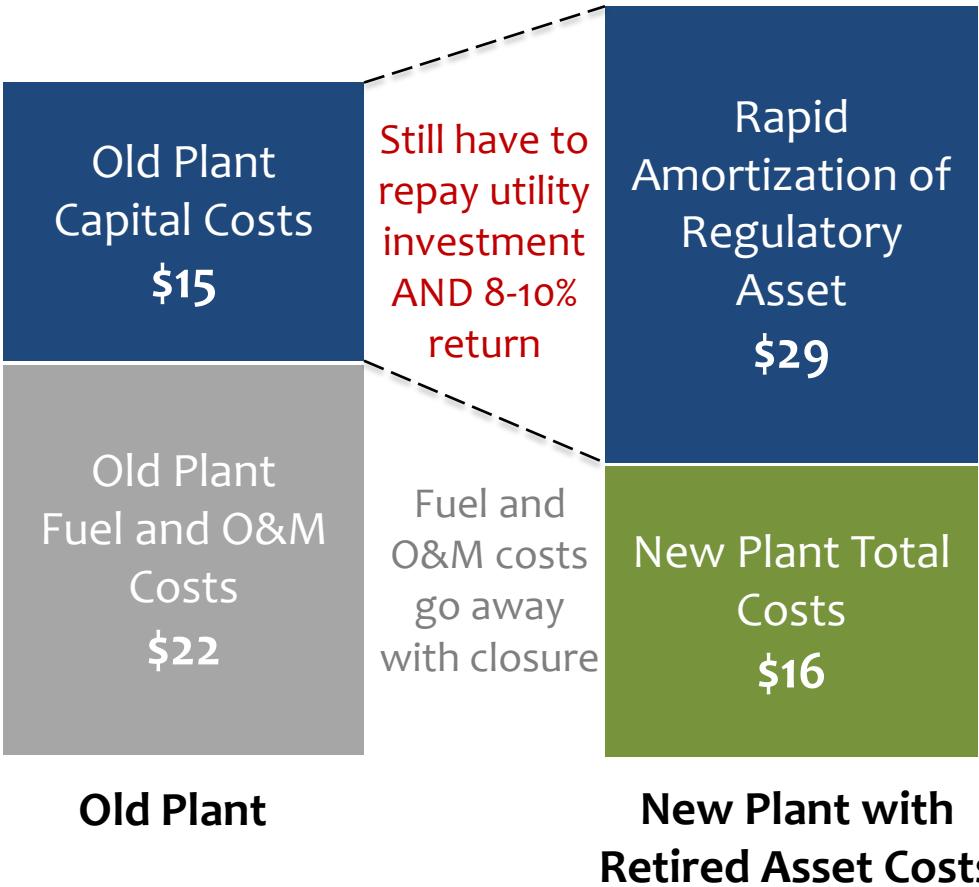 Old Plant
Capital Costs
$15
Still have to
repay utility
investment
AND 8-10%
return
Rapid
Amortization of
Regulatory
Asset
$29
Old Plant
Fuel and O&M
Costs
$22
Fuel and
O&M costs
go away
with closure
New Plant Total
Costs
$16
Old Plant
New Plant with
Retired Asset Costs